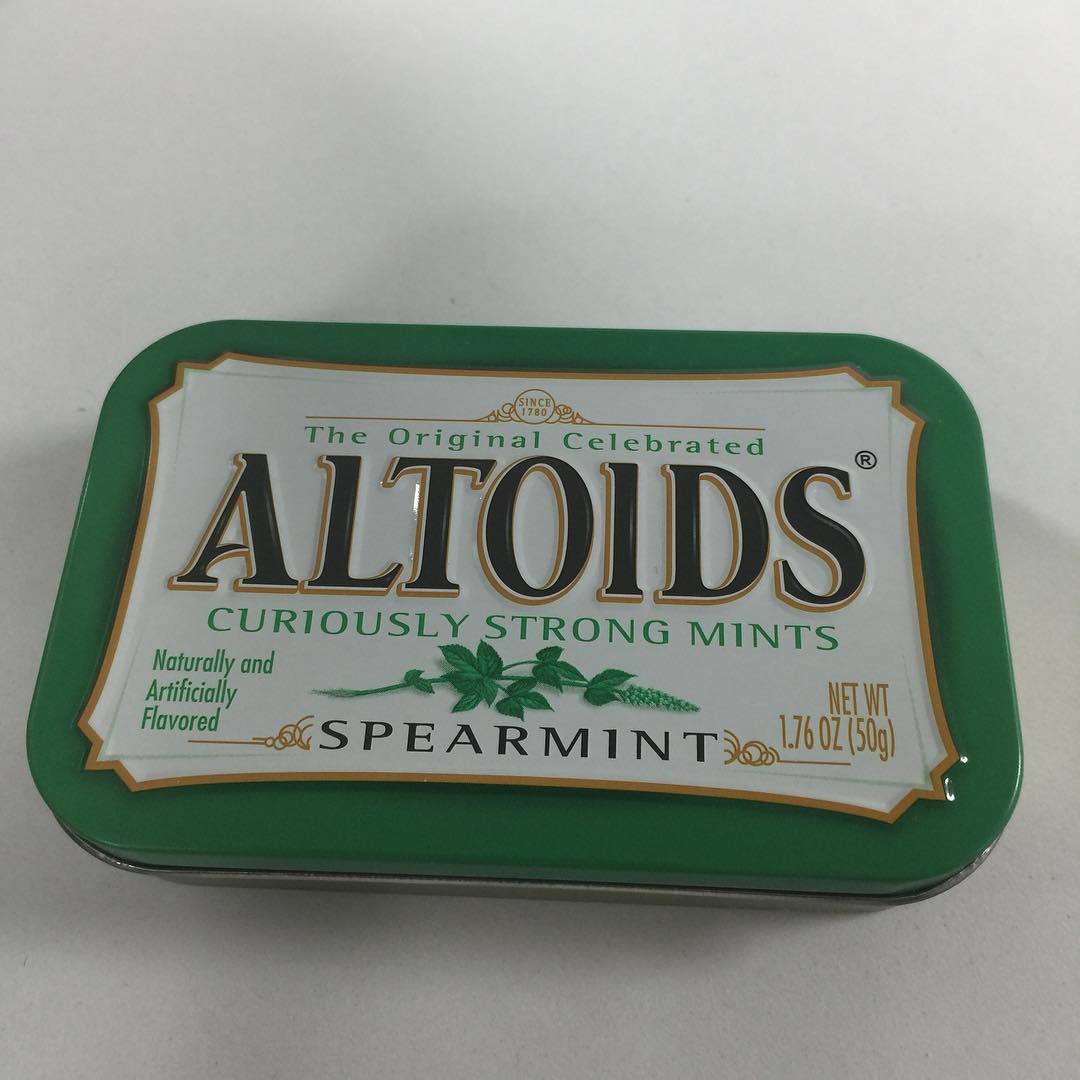 SINCE
1780
The Original Celebrated
ALTOIDS®
CURIOUSLY STRONG MINTS
Naturally and
Artificially
Flavored
SPEARMINT
NET WT
1.76 OZ (50g)